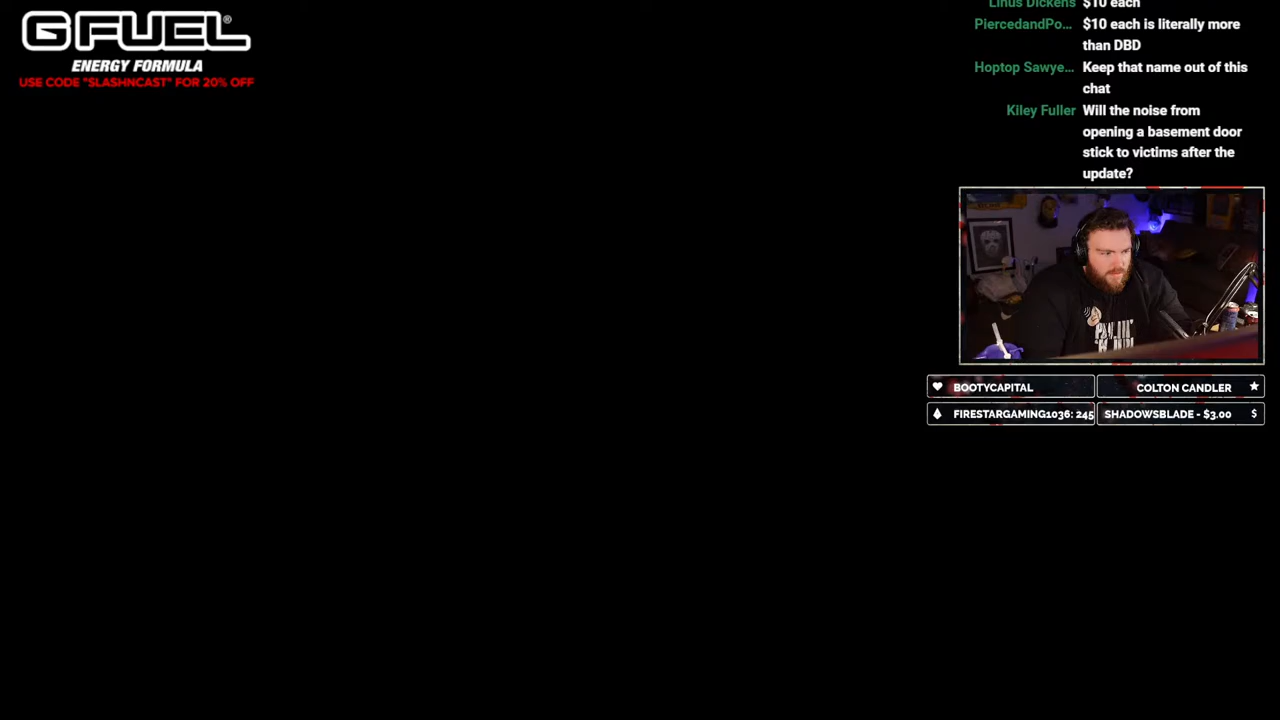 GFUEL®
ENERGY FORMULA
USE CODE "SLASHNCAST" FOR 20% OFF
Linus Dickens $10 each
PiercedandPo... $10 each is literally more
than DBD
Hoptop Sawye... Keep that name out of this
chat
Kiley Fuller Will the noise from
opening a basement door
stick to victims after the
update?
BOOTYCAPITAL
COLTON CANDLER
FIRESTARGAMING1036: 245
SHADOWSBLADE - $3.00 $